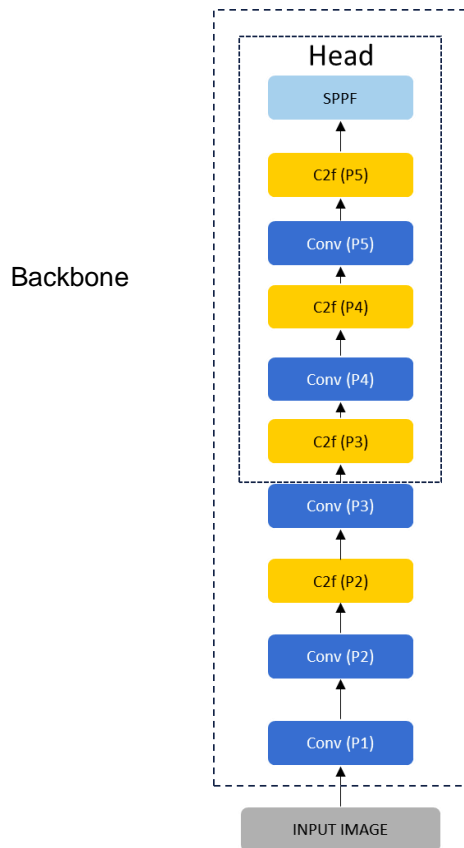 Head
SPPF
C2f (P5)
Conv (P5)
Backbone
C2f (P4)
Conv (P4)
C2f (P3)
Conv (P3)
C2f (P2)
Conv (P2)
Conv (P1)
INPUT IMAGE